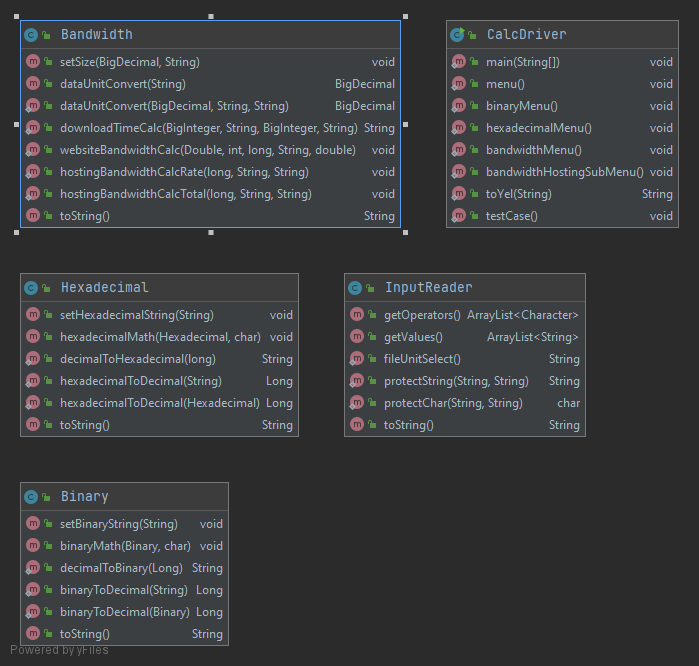 Bandwidth
setSize(BigDecimal, String) void
dataUnitConvert(String) BigDecimal
dataUnitConvert(BigDecimal, String, String) BigDecimal
downloadTimeCalc(BigInteger, String, BigInteger, String) String
websiteBandwidthCalc(Double, int, long, String, double) void
hostingBandwidthCalcRate(long, String, String) void
hostingBandwidthCalcTotal(long, String, String) void
toString() String
CalcDriver
main(String[]) void
menu() void
binaryMenu() void
hexadecimalMenu() void
bandwidthMenu() void
bandwidthHostingSubMenu() void
toYel(String) String
testCase() void
Hexadecimal
setHexadecimalString(String) void
hexadecimalMath(Hexadecimal, char) void
decimalToHexadecimal(long) String
hexadecimalToDecimal(String) Long
hexadecimalToDecimal(Hexadecimal) Long
toString() String
InputReader
getOperators() ArrayList<Character>
getValues() ArrayList<String>
fileUnitSelect() String
protectString(String, String) String
protectChar(String, String) char
toString() String
Binary
setBinaryString(String) void
binaryMath(Binary, char) void
decimalToBinary(Long) String
binaryToDecimal(String) Long
binaryToDecimal(Binary) Long
toString() String
Powered by yFiles